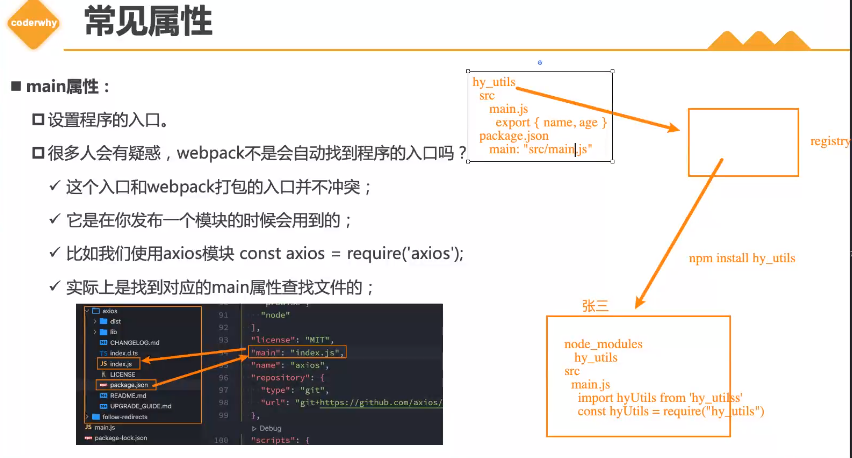 coderwhy
常见属性
main属性：
设置程序的入口。
很多人会有疑惑，webpack不是会自动找到程序的入口吗？
这个入口和webpack打包的入口并不冲突；
它是在你发布一个模块的时候会用到的；
比如我们使用axios模块 const axios = require('axios');
实际上是找到对应的main属性查找文件的；
axios
dist
lib
CHANGELOG.md
TS index.d.ts
JS index.js
LICENSE
package.json
README.md
UPGRADE_GUIDE.md
follow-redirects
JS main.js
package-lock.json
91 "node"
92 ],
93 "license": "MIT",
"main": "index.js",
95 "name": "axios",
96 "repository": {
97 "type": "git",
98 "url": "git+https://github.com/axios/
99 },
Debug
100 "scripts": {
hy_utils
src
main.js
export { name, age }
package.json
main: "src/main.js"
registry
npm install hy_utils
张三
node_modules
hy_utils
src
main.js
import hyUtils from 'hy_utilss'
const hyUtils = require("hy_utils")